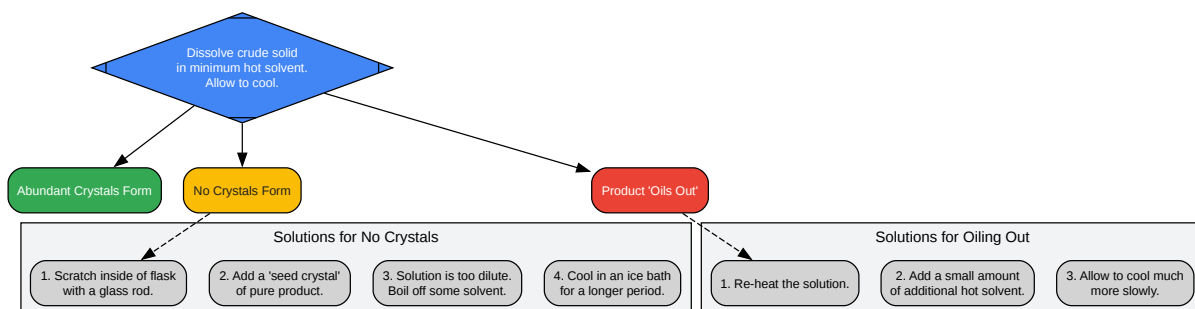 Dissolve crude solid
in minimum hot solvent.
Allow to cool.
Abundant Crystals Form
No Crystals Form
Product 'Oils Out'
Solutions for No Crystals
1. Scratch inside of flask
with a glass rod.
2. Add a 'seed crystal'
of pure product.
3. Solution is too dilute.
Boil off some solvent.
4. Cool in an ice bath
for a longer period.
Solutions for Oiling Out
1. Re-heat the solution.
2. Add a small amount
of additional hot solvent.
3. Allow to cool much
more slowly.